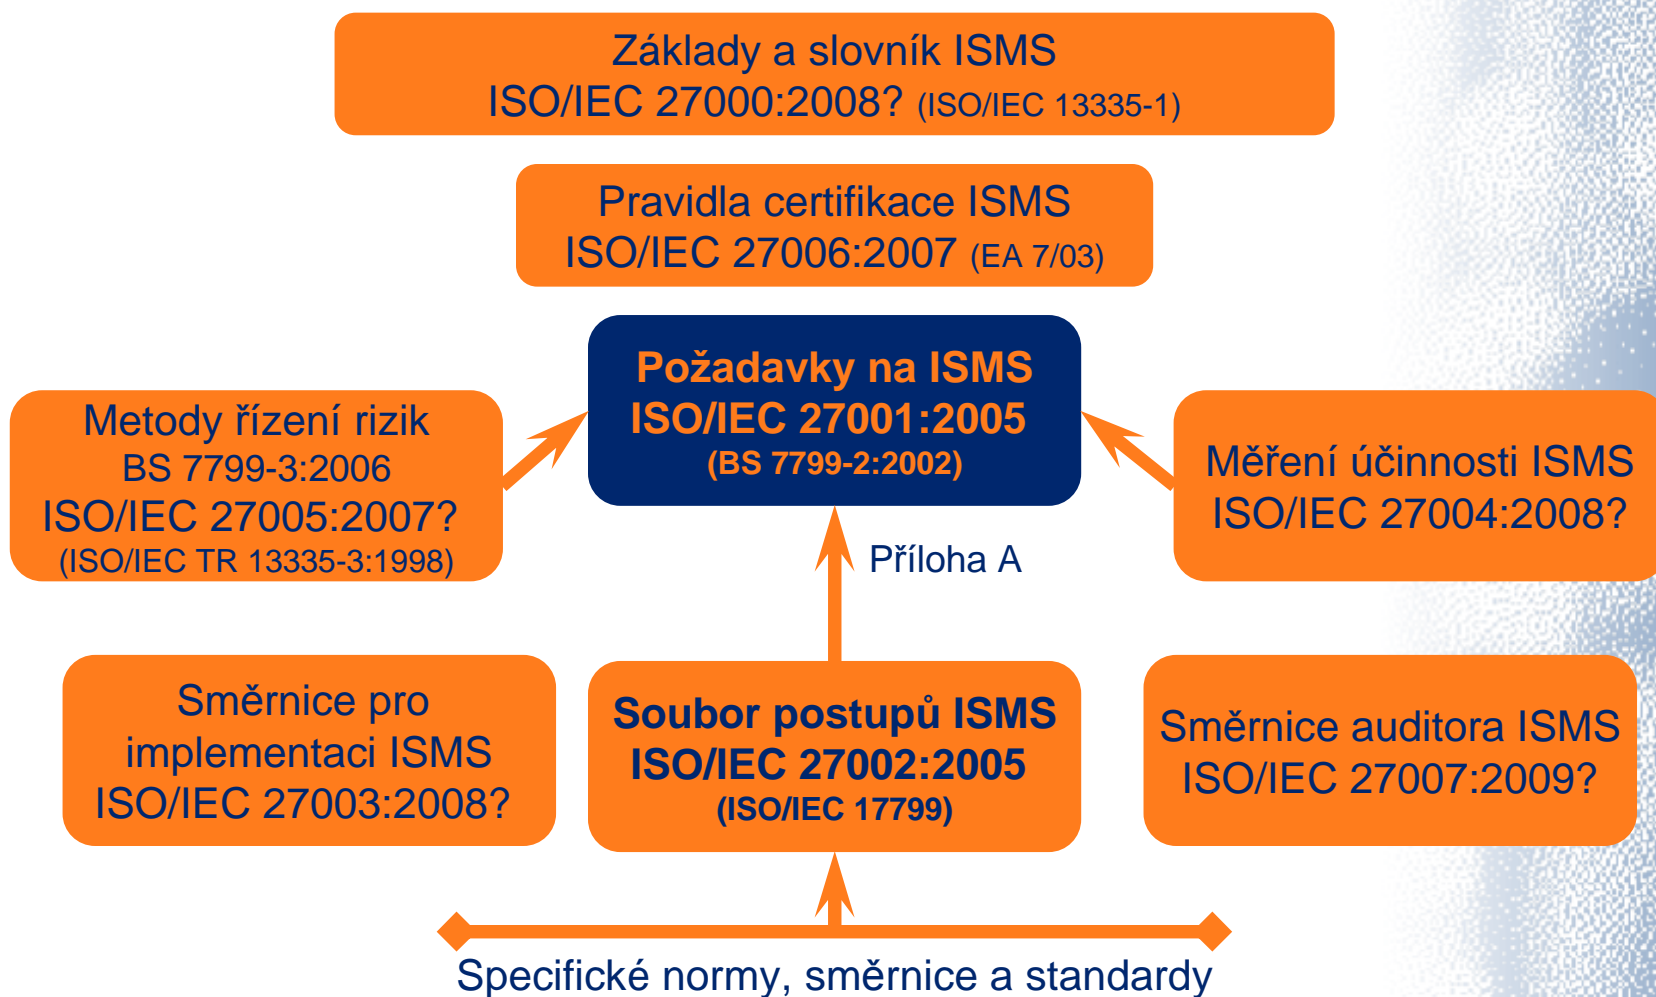 Základy a slovník ISMS
ISO/IEC 27000:2008? (ISO/IEC 13335-1)
Pravidla certifikace ISMS
ISO/IEC 27006:2007 (EA 7/03)
Požadavky na ISMS
ISO/IEC 27001:2005
(BS 7799-2:2002)
Metody řízení rizik
BS 7799-3:2006
ISO/IEC 27005:2007?
(ISO/IEC TR 13335-3:1998)
Měření účinnosti ISMS
ISO/IEC 27004:2008?
Příloha A
Směrnice pro
implementaci ISMS
ISO/IEC 27003:2008?
Soubor postupů ISMS
ISO/IEC 27002:2005
(ISO/IEC 17799)
Směrnice auditora ISMS
ISO/IEC 27007:2009?
Specifické normy, směrnice a standardy